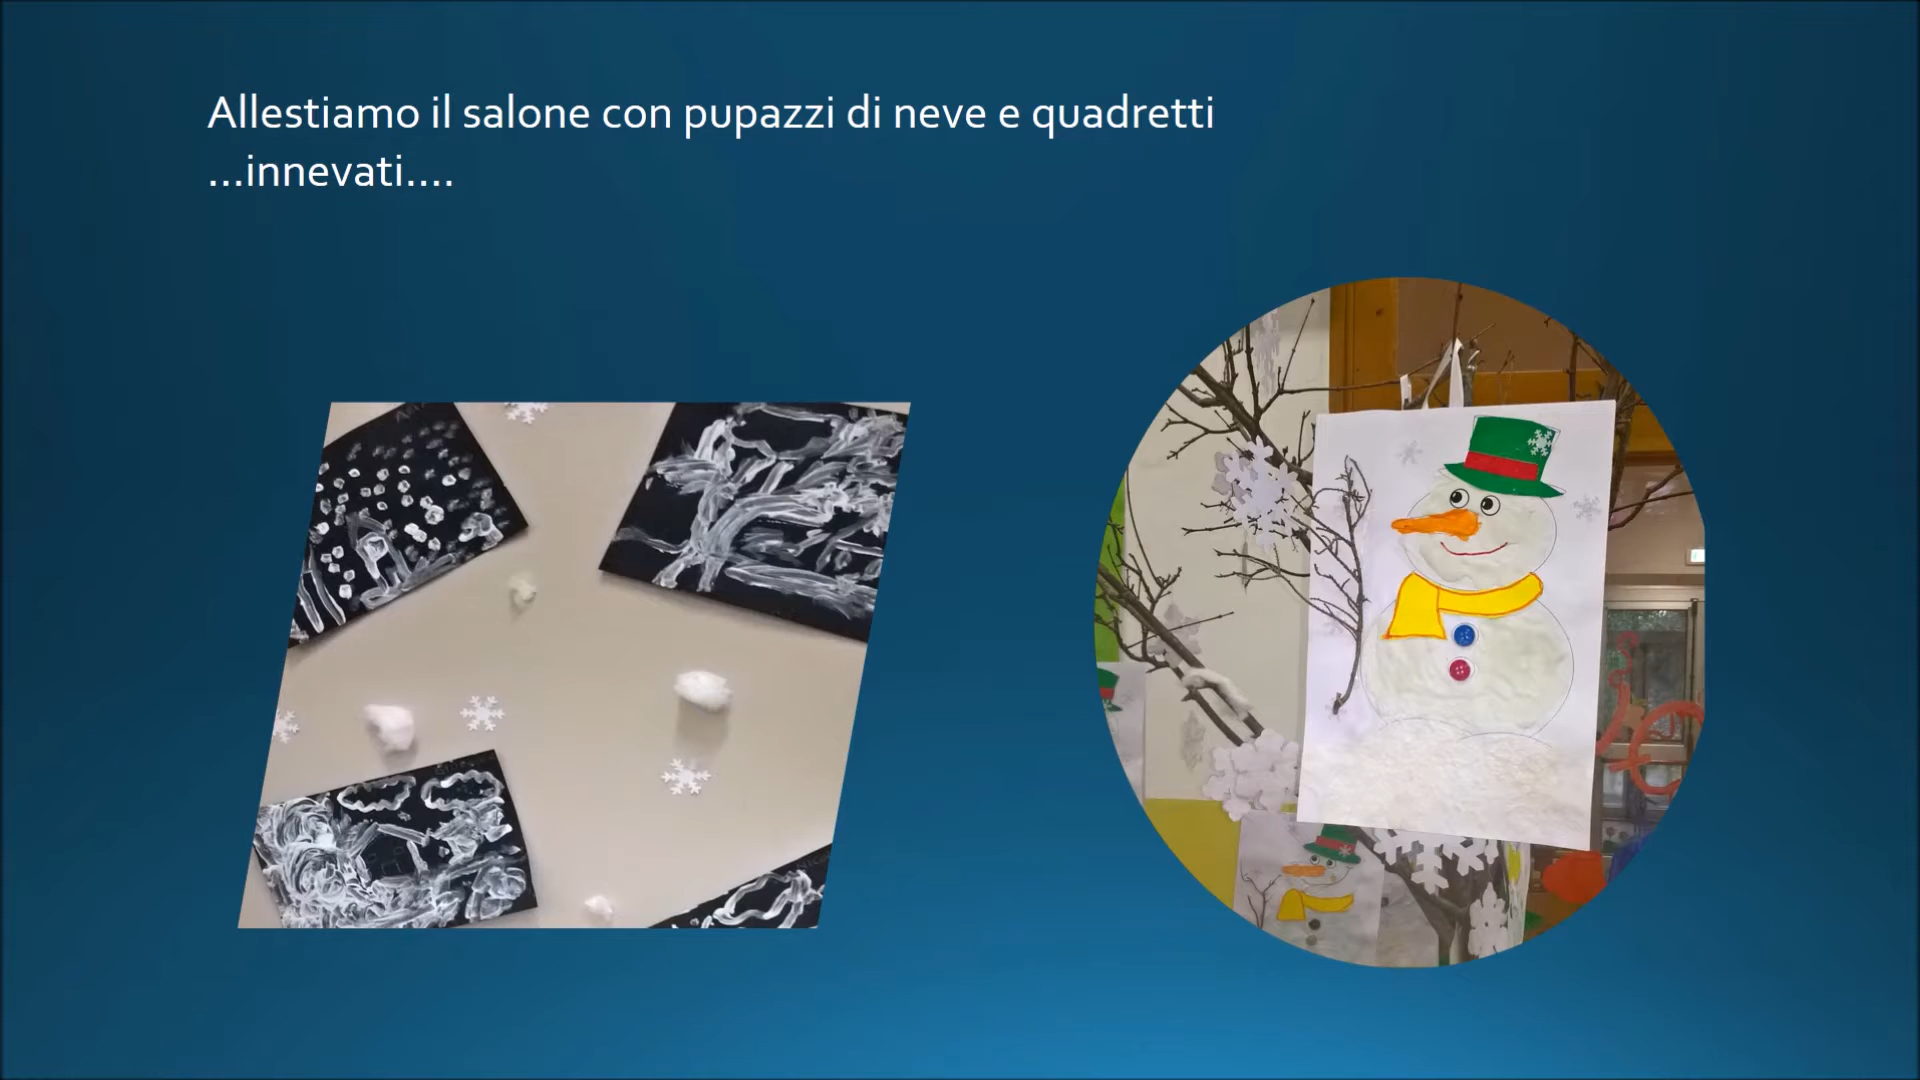 Allestiamo il salone con pupazzi di neve e quadretti
...innevati....